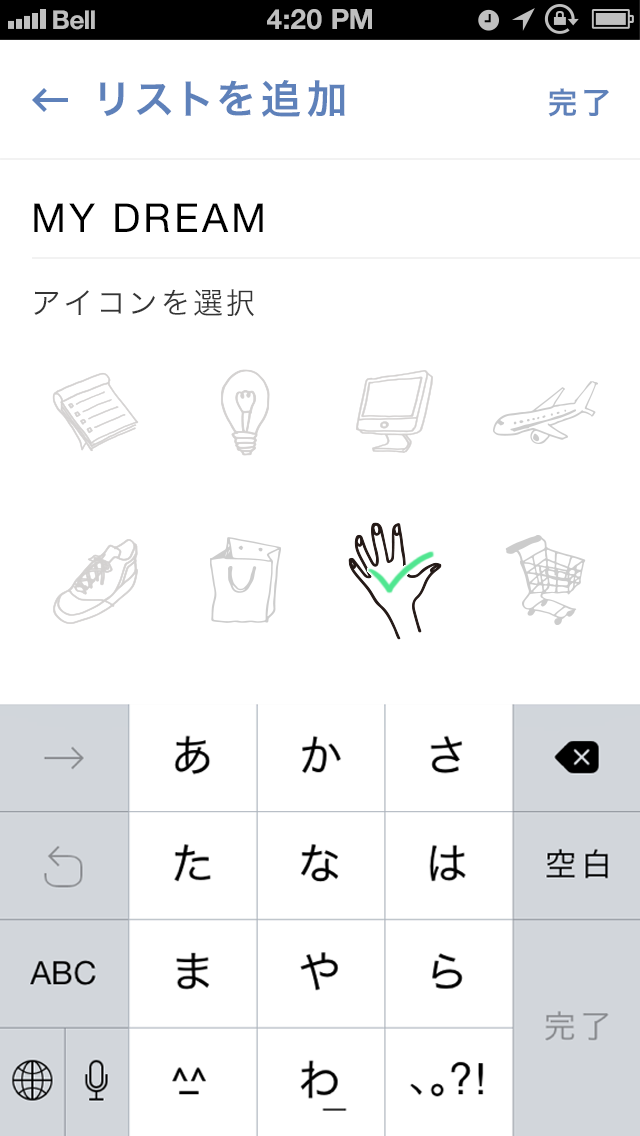 Bell 4:20 PM
← リストを追加 完了
MY DREAM
アイコンを選択
→ あ か さ
た な は 空白
ABC ま や ら 完了
^_^ わ_ 、。?!